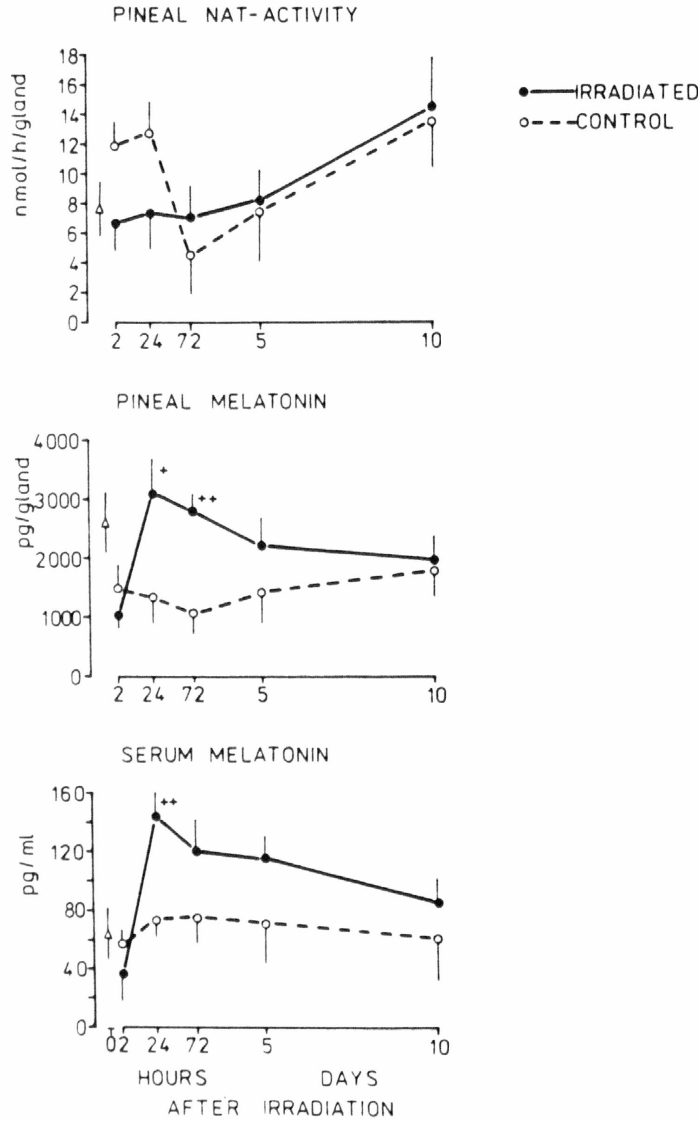 PINEAL NAT-ACTIVITY
nmol/h/gland
18
16
14
12
10
8
6
4
2
0
2 24 72 5 10
IRRADIATED
CONTROL
PINEAL MELATONIN
pg/gland
4000
3000
2000
1000
0
2 24 72 5 10
+
++
SERUM MELATONIN
pg/ml
160
120
80
40
0
++
0 2 24 72 5 10
HOURS DAYS
AFTER IRRADIATION